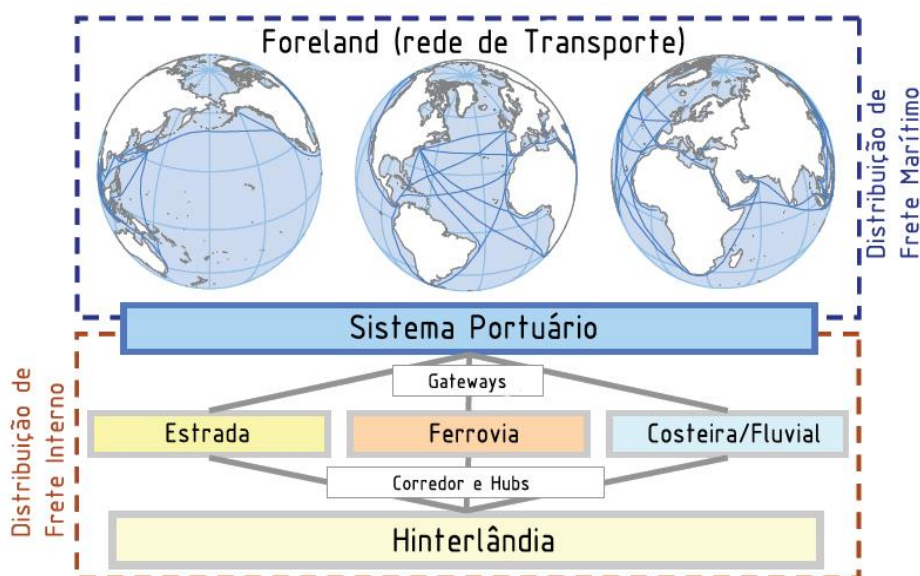 Foreland (rede de Transporte)
Distribuição de
Frete Marítimo
Sistema Portuário
Gateways
Estrada
Ferrovia
Costeira/Fluvial
Corredor e Hubs
Hinterlândia
Distribuição de
Frete Interno